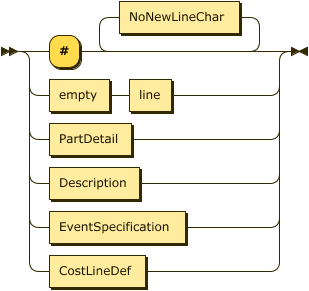 NoNewLineChar
#
empty line
PartDetail
Description
EventSpecification
CostLineDef